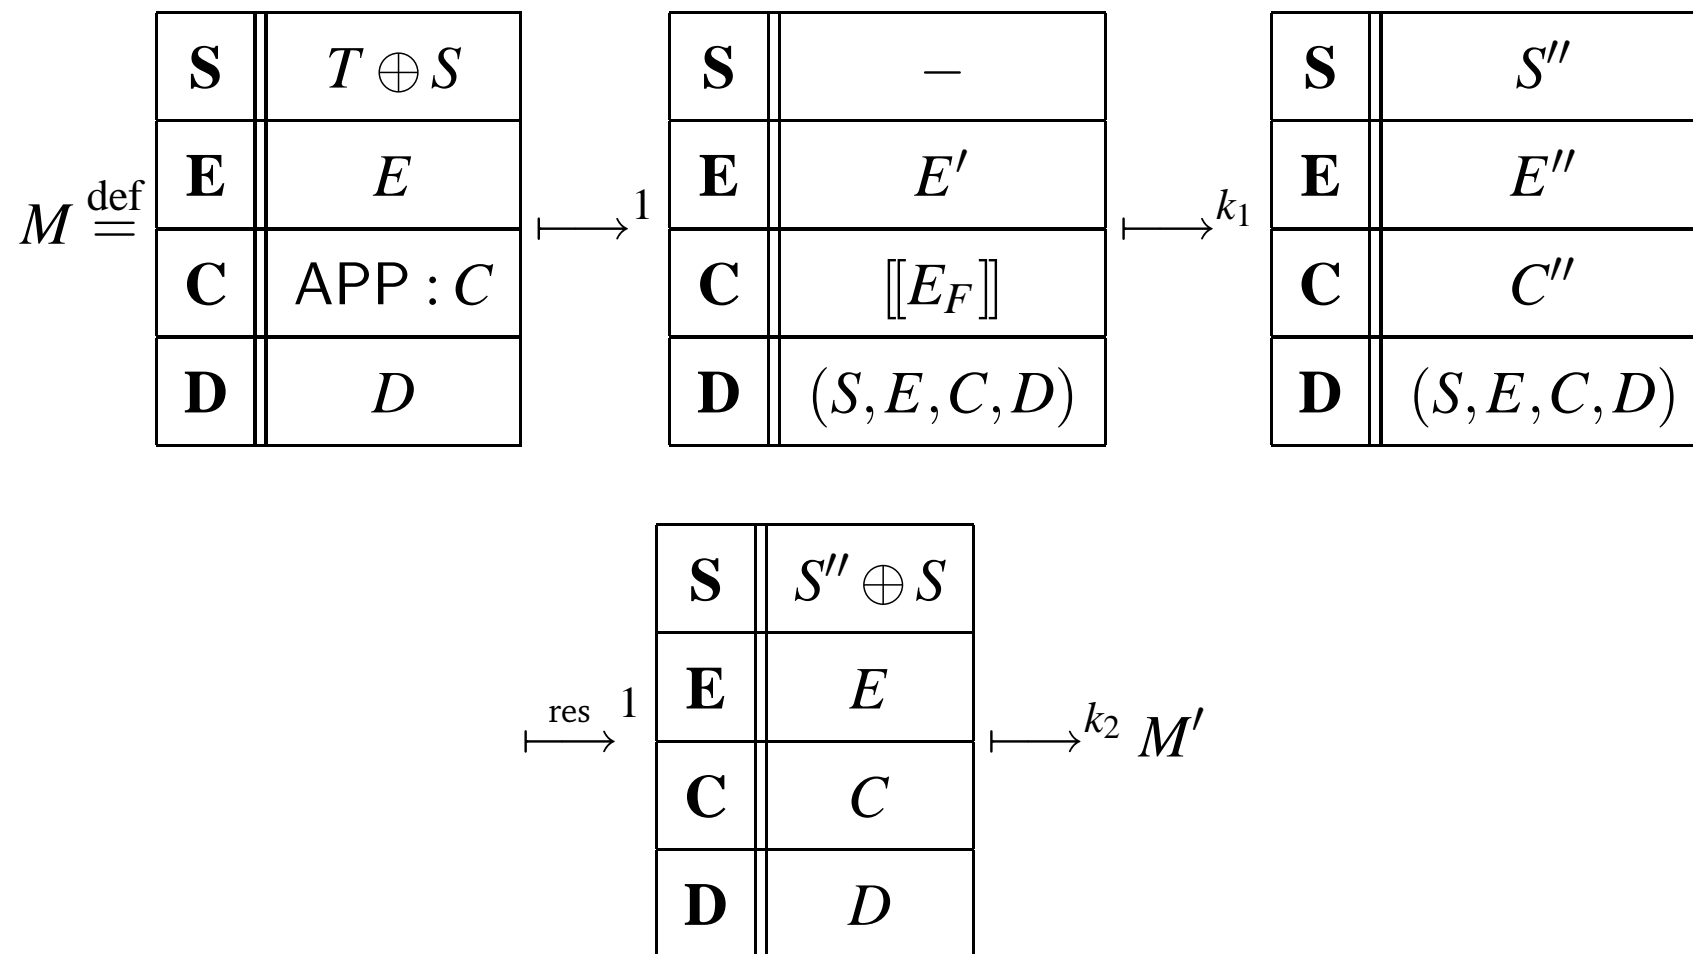 S T ⊕ S S − S S″
E E E E′ E E″
M def= ⟼¹ ⟼ᵏ¹
C APP : C C ⟦E_F⟧ C C″
D D D (S,E,C,D) D (S,E,C,D)
S S″ ⊕ S
E E
res ⟼ 1 ⟼ᵏ² M′
C C
D D